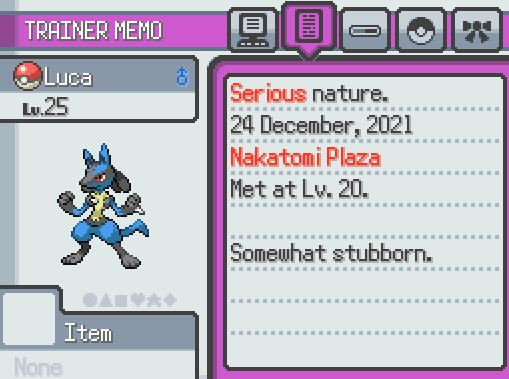 TRAINER MEMO
Luca ♂
Lv.25
Serious nature.
24 December, 2021
Nakatomi Plaza
Met at Lv. 20.
Somewhat stubborn.
Item
None